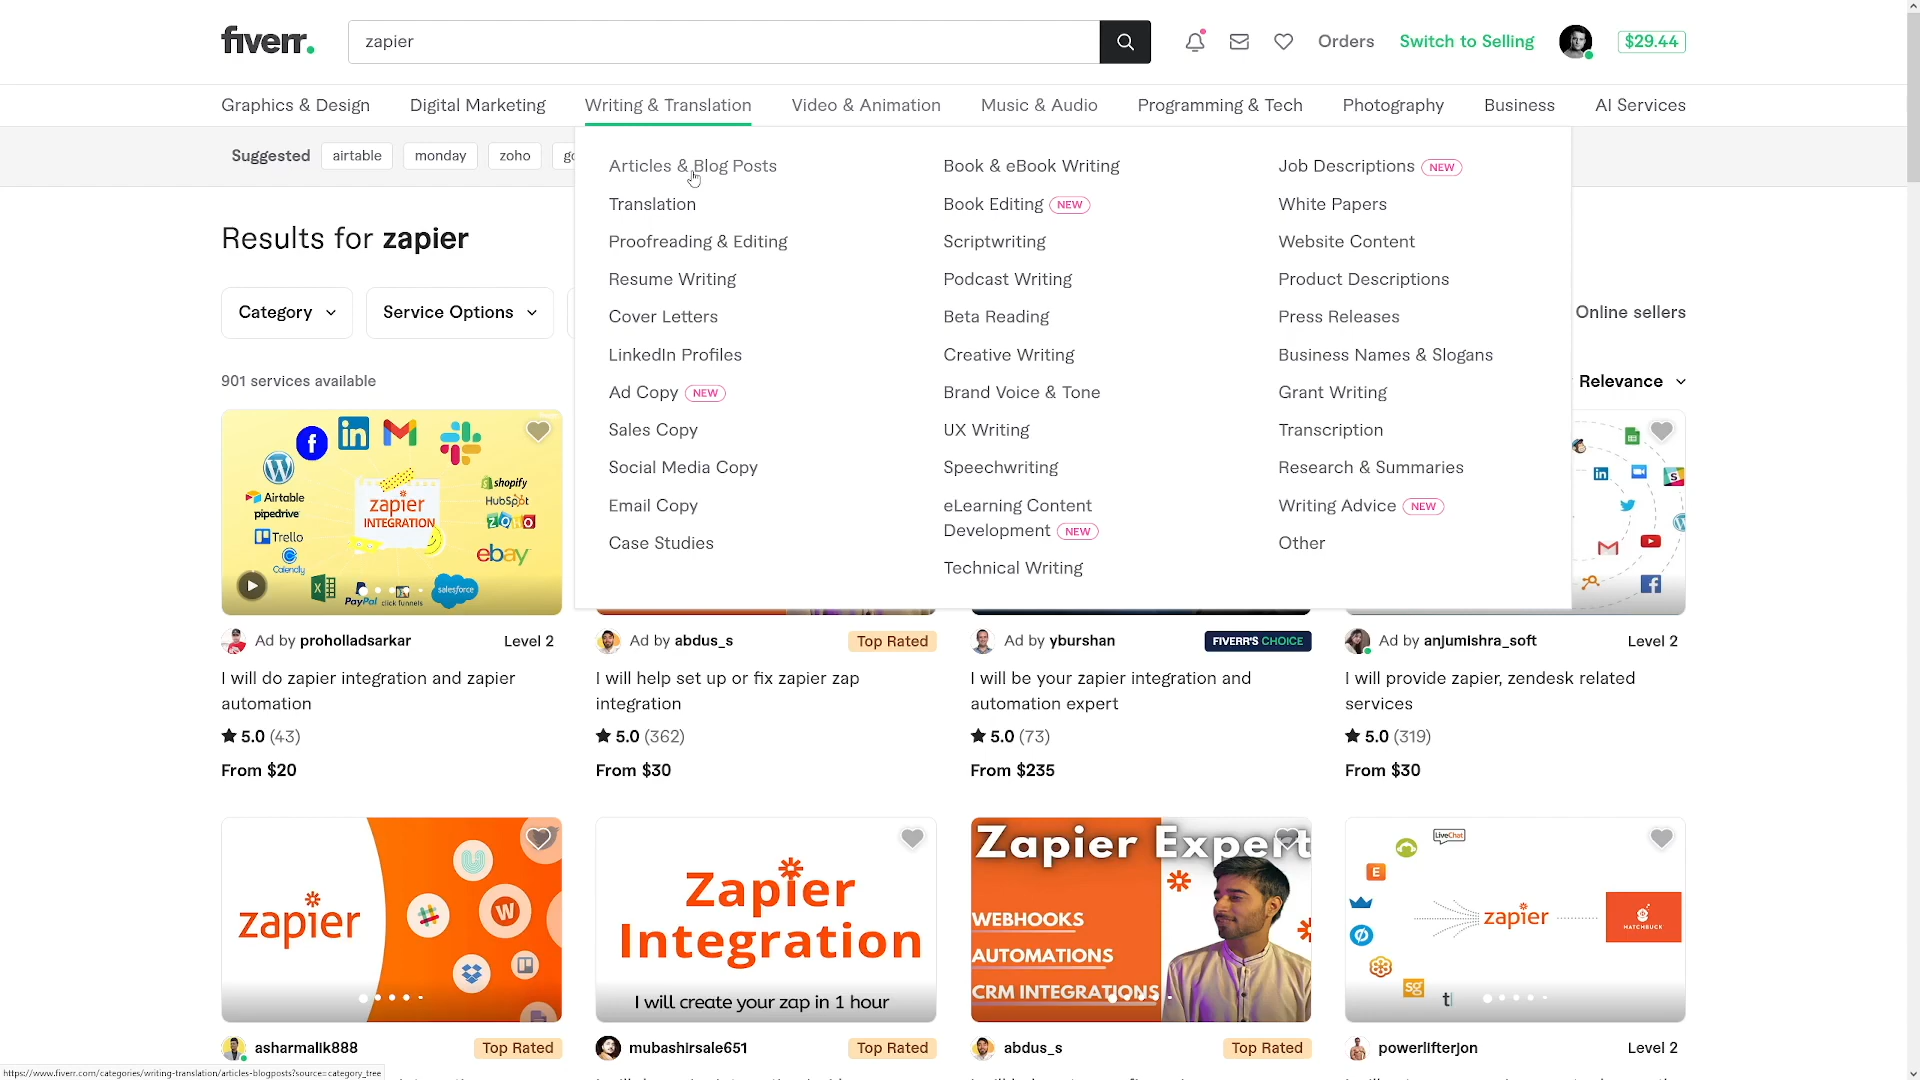 fiverr.
zapier
Orders
Switch to Selling
$29.44
Graphics & Design
Digital Marketing
Writing & Translation
Video & Animation
Music & Audio
Programming & Tech
Photography
Business
AI Services
Suggested
airtable
monday
zoho
Articles & Blog Posts
Translation
Proofreading & Editing
Resume Writing
Cover Letters
LinkedIn Profiles
Ad Copy NEW
Sales Copy
Social Media Copy
Email Copy
Case Studies
Book & eBook Writing
Book Editing NEW
Scriptwriting
Podcast Writing
Beta Reading
Creative Writing
Brand Voice & Tone
UX Writing
Speechwriting
eLearning Content
Development NEW
Technical Writing
Job Descriptions NEW
White Papers
Website Content
Product Descriptions
Press Releases
Business Names & Slogans
Grant Writing
Transcription
Research & Summaries
Writing Advice NEW
Other
Results for zapier
Category
Service Options
Online sellers
901 services available
Relevance
Airtable
pipedrive
Trello
Calendly
zapier
INTEGRATION
shopify
HubSpot
ZOHO
ebay
PayPal
click funnels
salesforce
Ad by proholladsarkar
Level 2
I will do zapier integration and zapier
automation
5.0 (43)
From $20
Ad by abdus_s
Top Rated
I will help set up or fix zapier zap
integration
5.0 (362)
From $30
Ad by yburshan
FIVERR'S CHOICE
I will be your zapier integration and
automation expert
5.0 (73)
From $235
Ad by anjumishra_soft
Level 2
I will provide zapier, zendesk related
services
5.0 (319)
From $30
zapier
Zapier
Integration
I will create your zap in 1 hour
Zapier Expert
WEBHOOKS
AUTOMATIONS
CRM INTEGRATIONS
LiveChat
zapier
MATCHBUCK
sg
asharmalik888
Top Rated
mubashirsale651
Top Rated
abdus_s
Top Rated
powerlifterjon
Level 2
https://www.fiverr.com/categories/writing-translation/articles-blogposts?source=category_tree